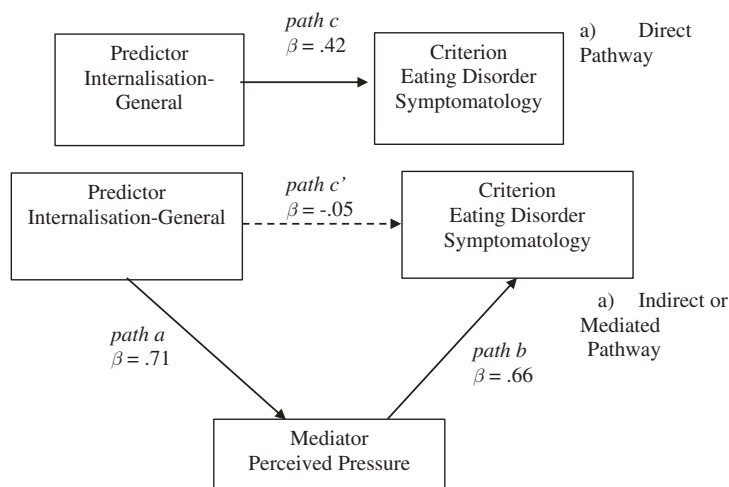 path c
β = .42
a) Direct
Pathway
Predictor
Internalisation-
General
Criterion
Eating Disorder
Symptomatology
Predictor
Internalisation-General
path c’
β = -.05
Criterion
Eating Disorder
Symptomatology
a) Indirect or
Mediated
Pathway
path a
β = .71
path b
β = .66
Mediator
Perceived Pressure